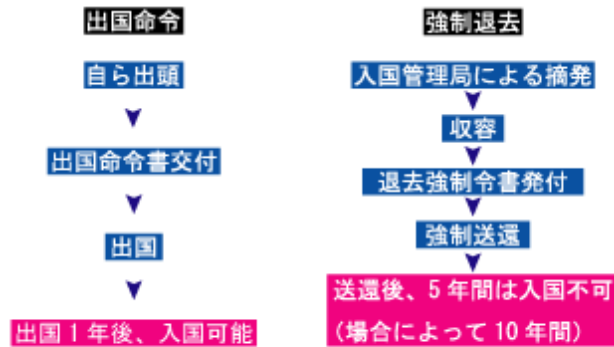 出国命令
自ら出頭
出国命令書交付
出国
出国1年後、入国可能
強制退去
入国管理局による摘発
収容
退去強制令書発付
強制送還
送還後、5年間は入国不可
(場合によって10年間)